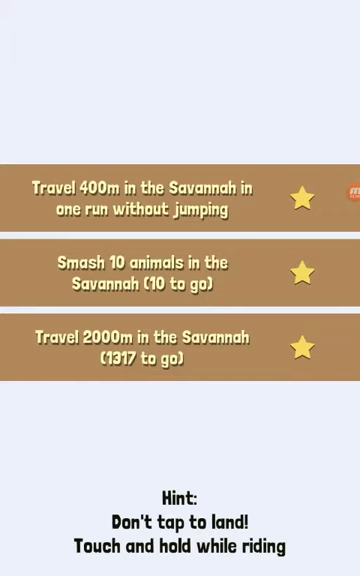 Travel 400m in the Savannah in
one run without jumping
Smash 10 animals in the
Savannah (10 to go)
Travel 2000m in the Savannah
(1317 to go)
Hint:
Don't tap to land!
Touch and hold while riding